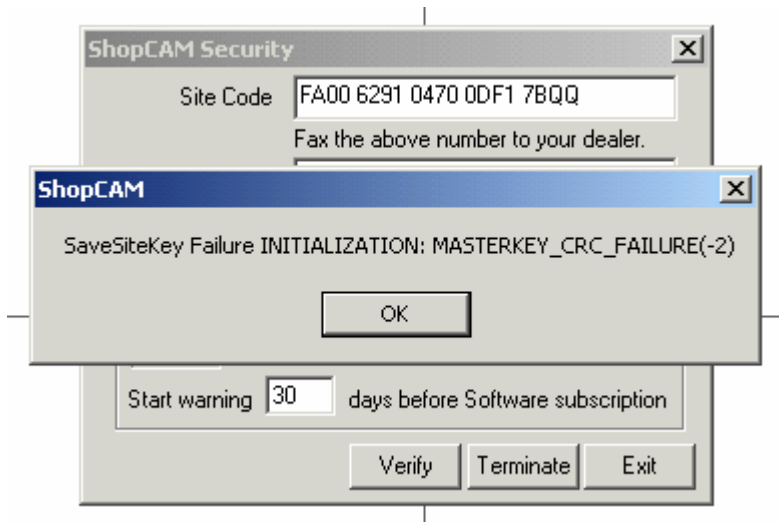 ShopCAM Security
Site Code FA00 6291 0470 0DF1 7BQQ
Fax the above number to your dealer.
ShopCAM
SaveSiteKey Failure INITIALIZATION: MASTERKEY_CRC_FAILURE(-2)
OK
Start warning 30 days before Software subscription
Verify Terminate Exit